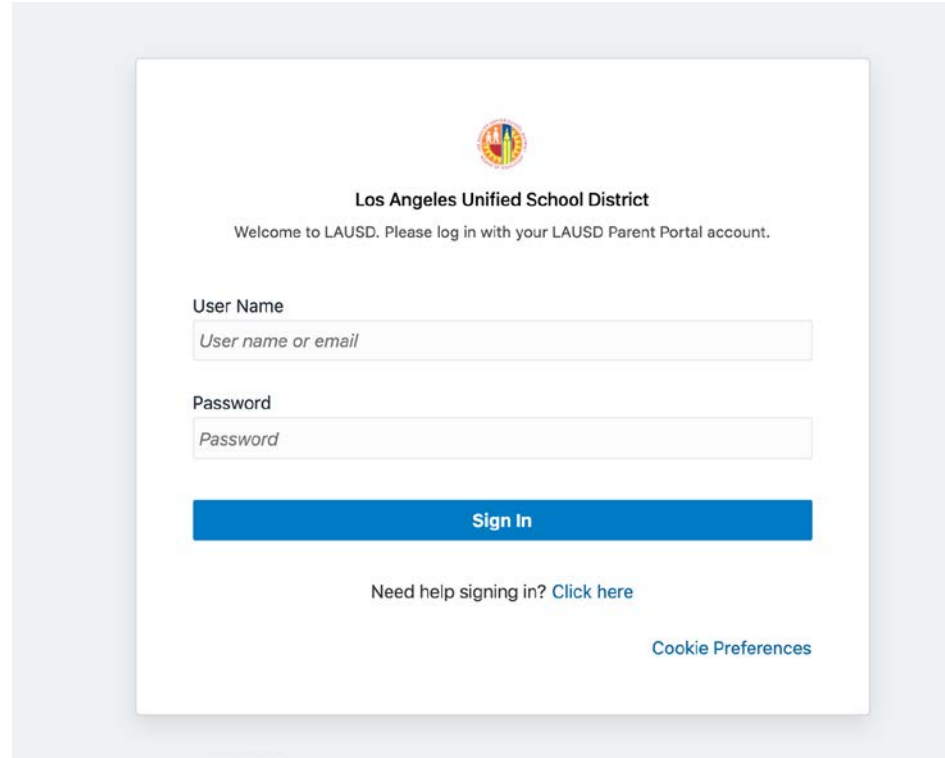 Los Angeles Unified School District
Welcome to LAUSD. Please log in with your LAUSD Parent Portal account.
User Name
User name or email
Password
Password
Sign In
Need help signing in? Click here
Cookie Preferences